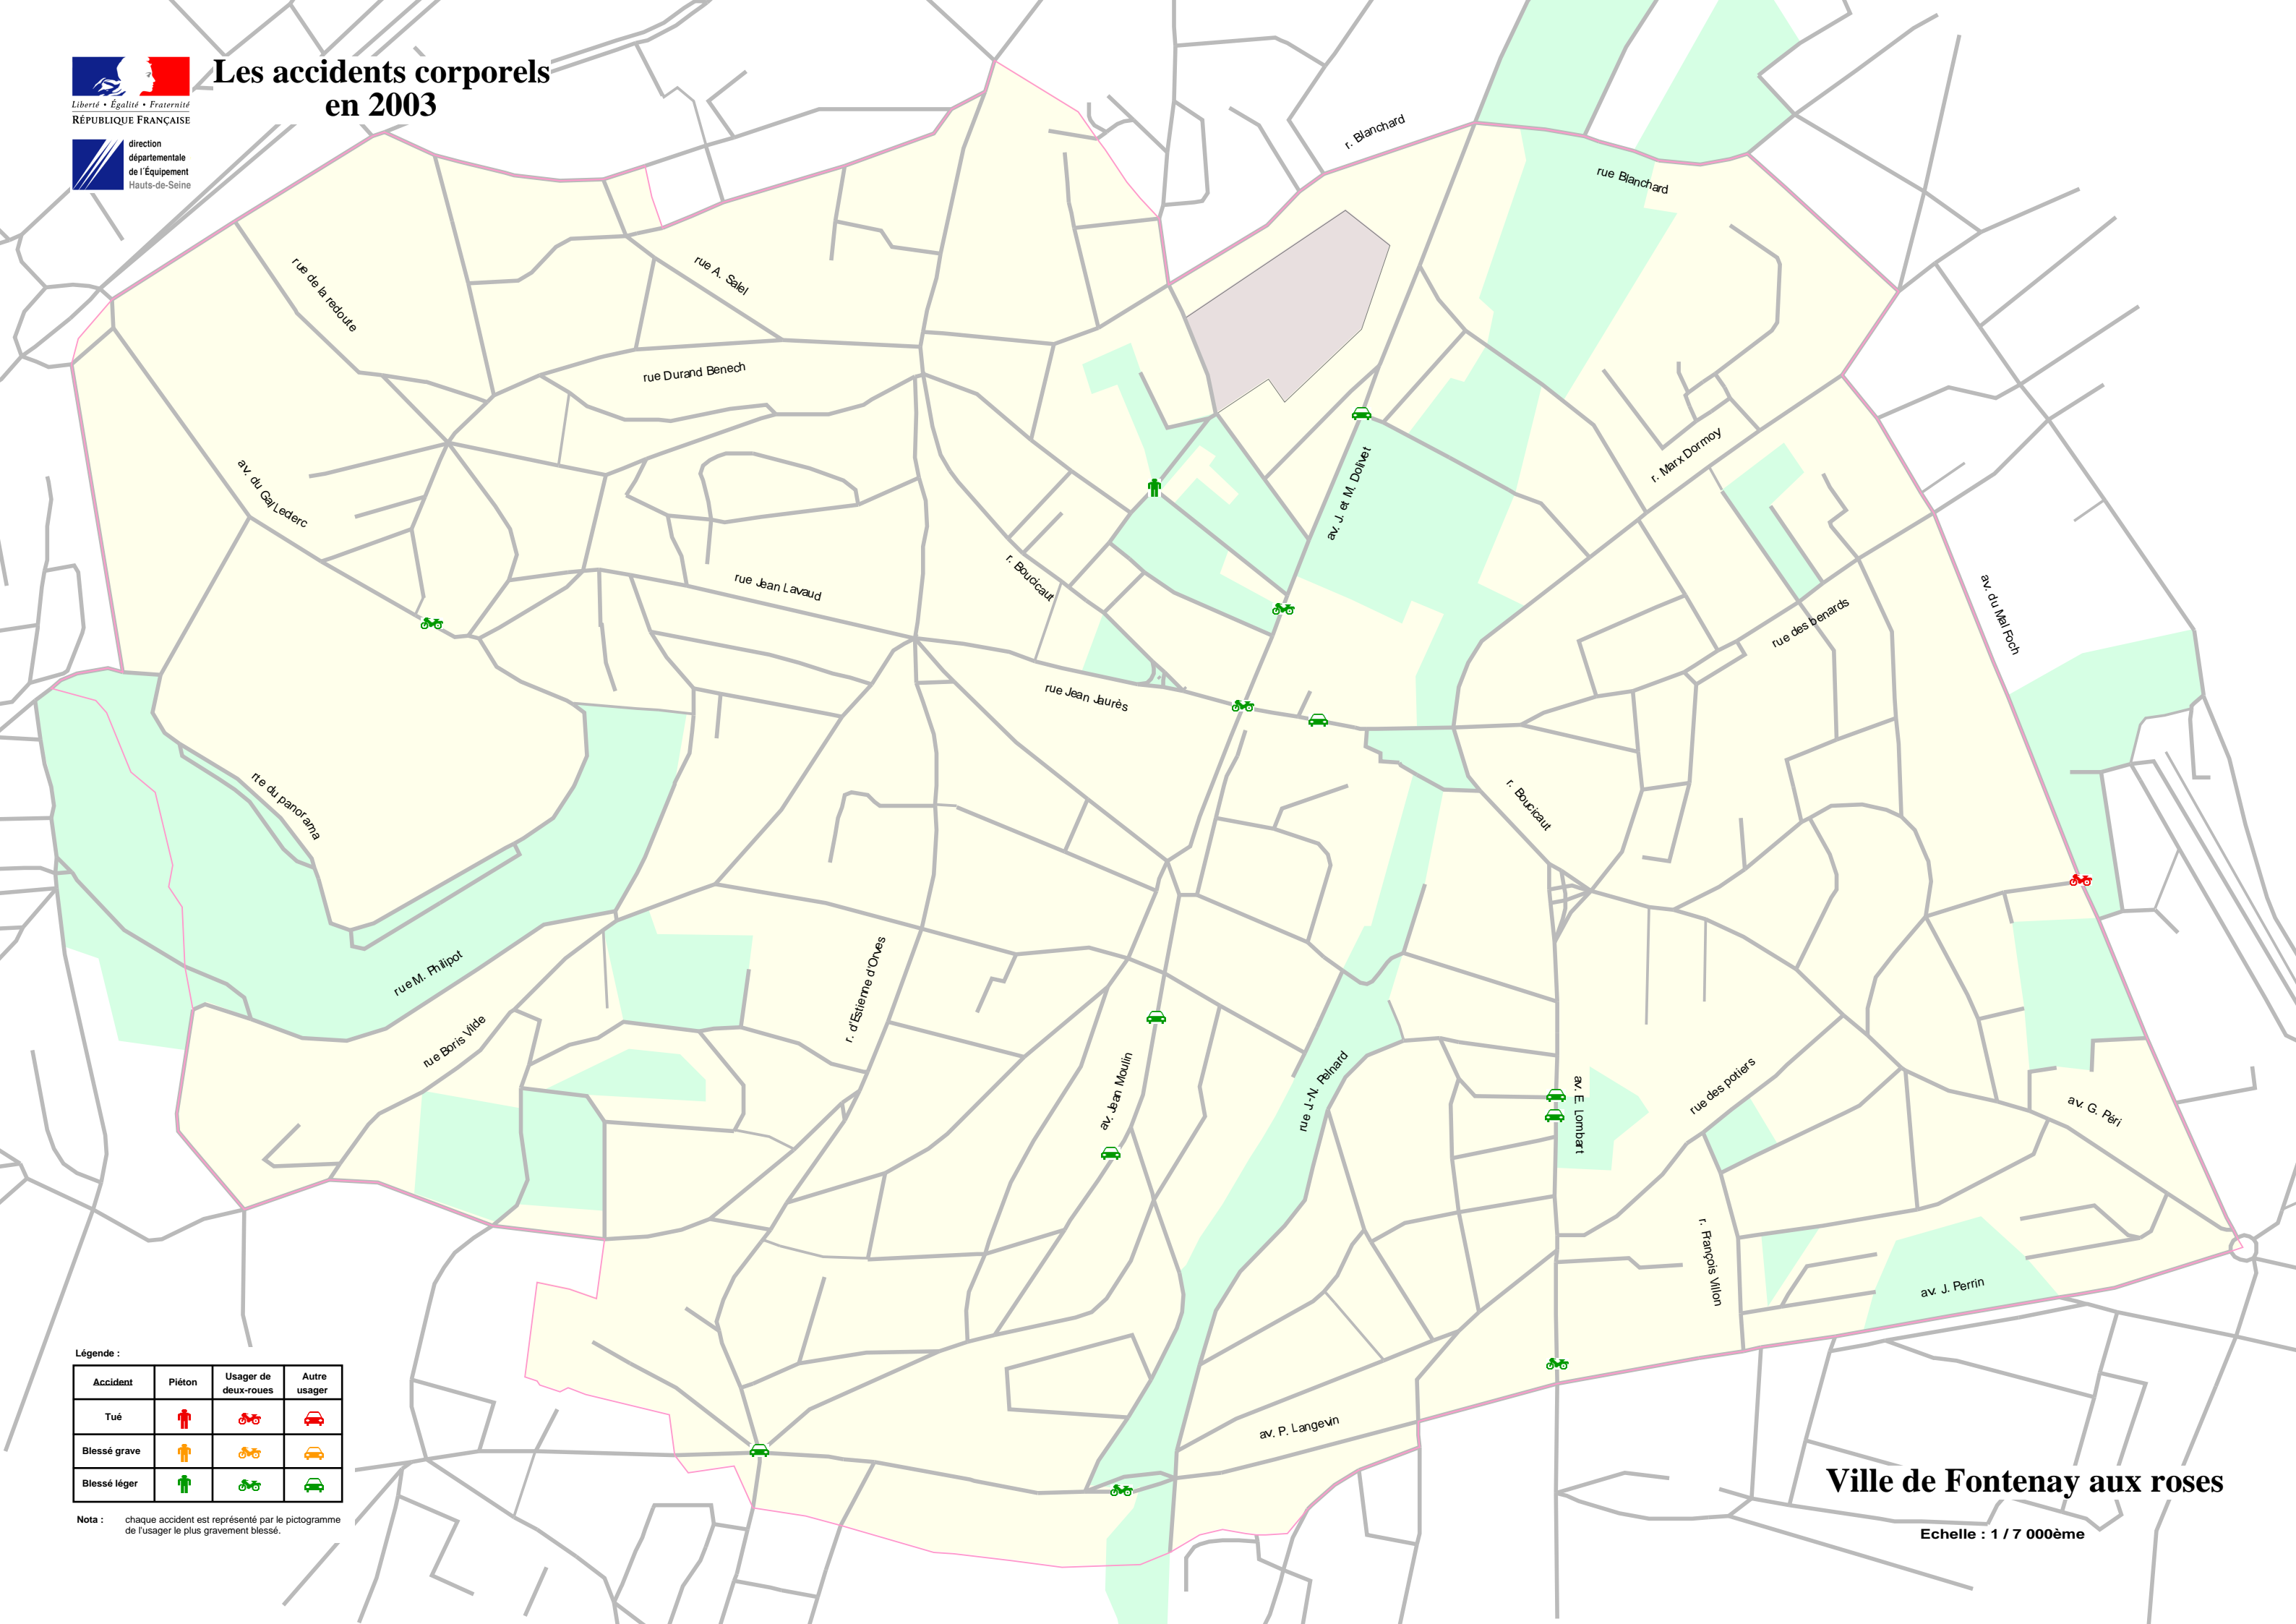 Les accidents corporels
en 2003
Liberté • Égalité • Fraternité
RÉPUBLIQUE FRANÇAISE
direction
départementale
de l'Équipement
Hauts-de-Seine
r. Blanchard
rue Blanchard
rue de la redoute
rue A. Salel
rue Durand Benech
av. du Gal Leclerc
r. Marx Dormoy
av. J. et M. Dolivet
r. Boucicaut
rue Jean Lavaud
rue des benards
av. du Mal Foch
rue Jean Jaurès
rte du panorama
r. Boucicaut
rue M. Philipot
r. d'Estienne d'Orves
rue Boris Vilde
av. Jean Moulin
rue J.-N. Pelnard
av. E. Lombart
rue des potiers
av. G. Péri
r. François Villon
av. J. Perrin
av. P. Langevin
Légende :
Accident
Piéton
Usager de
deux-roues
Autre
usager
Tué
Blessé grave
Blessé léger
Nota : chaque accident est représenté par le pictogramme
de l'usager le plus gravement blessé.
Ville de Fontenay aux roses
Echelle : 1 / 7 000ème